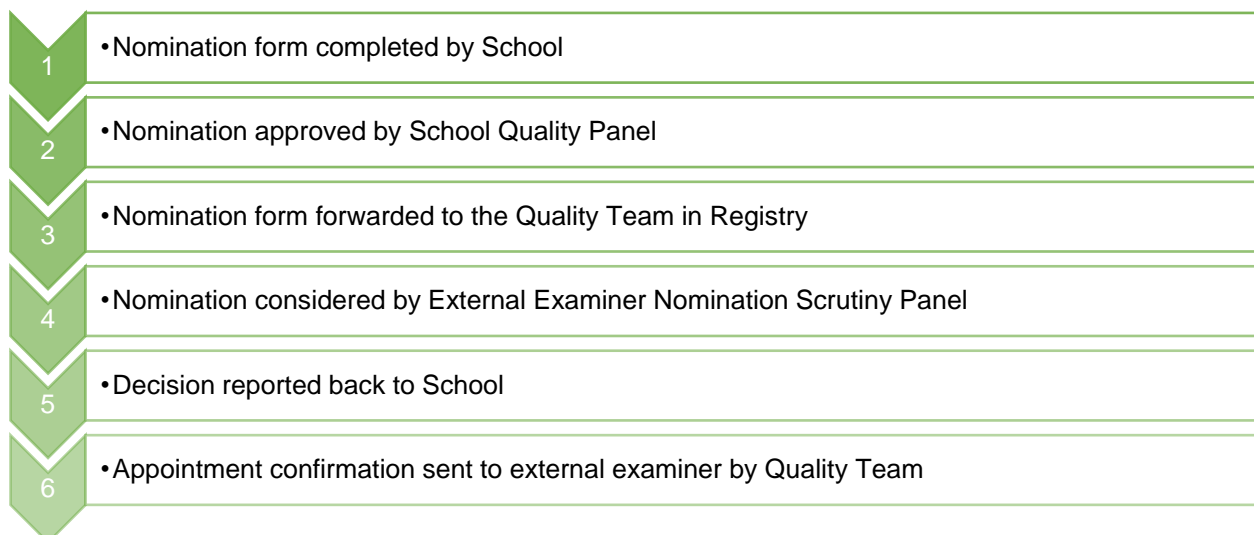 1
•Nomination form completed by School
2
•Nomination approved by School Quality Panel
3
•Nomination form forwarded to the Quality Team in Registry
4
•Nomination considered by External Examiner Nomination Scrutiny Panel
5
•Decision reported back to School
6
•Appointment confirmation sent to external examiner by Quality Team